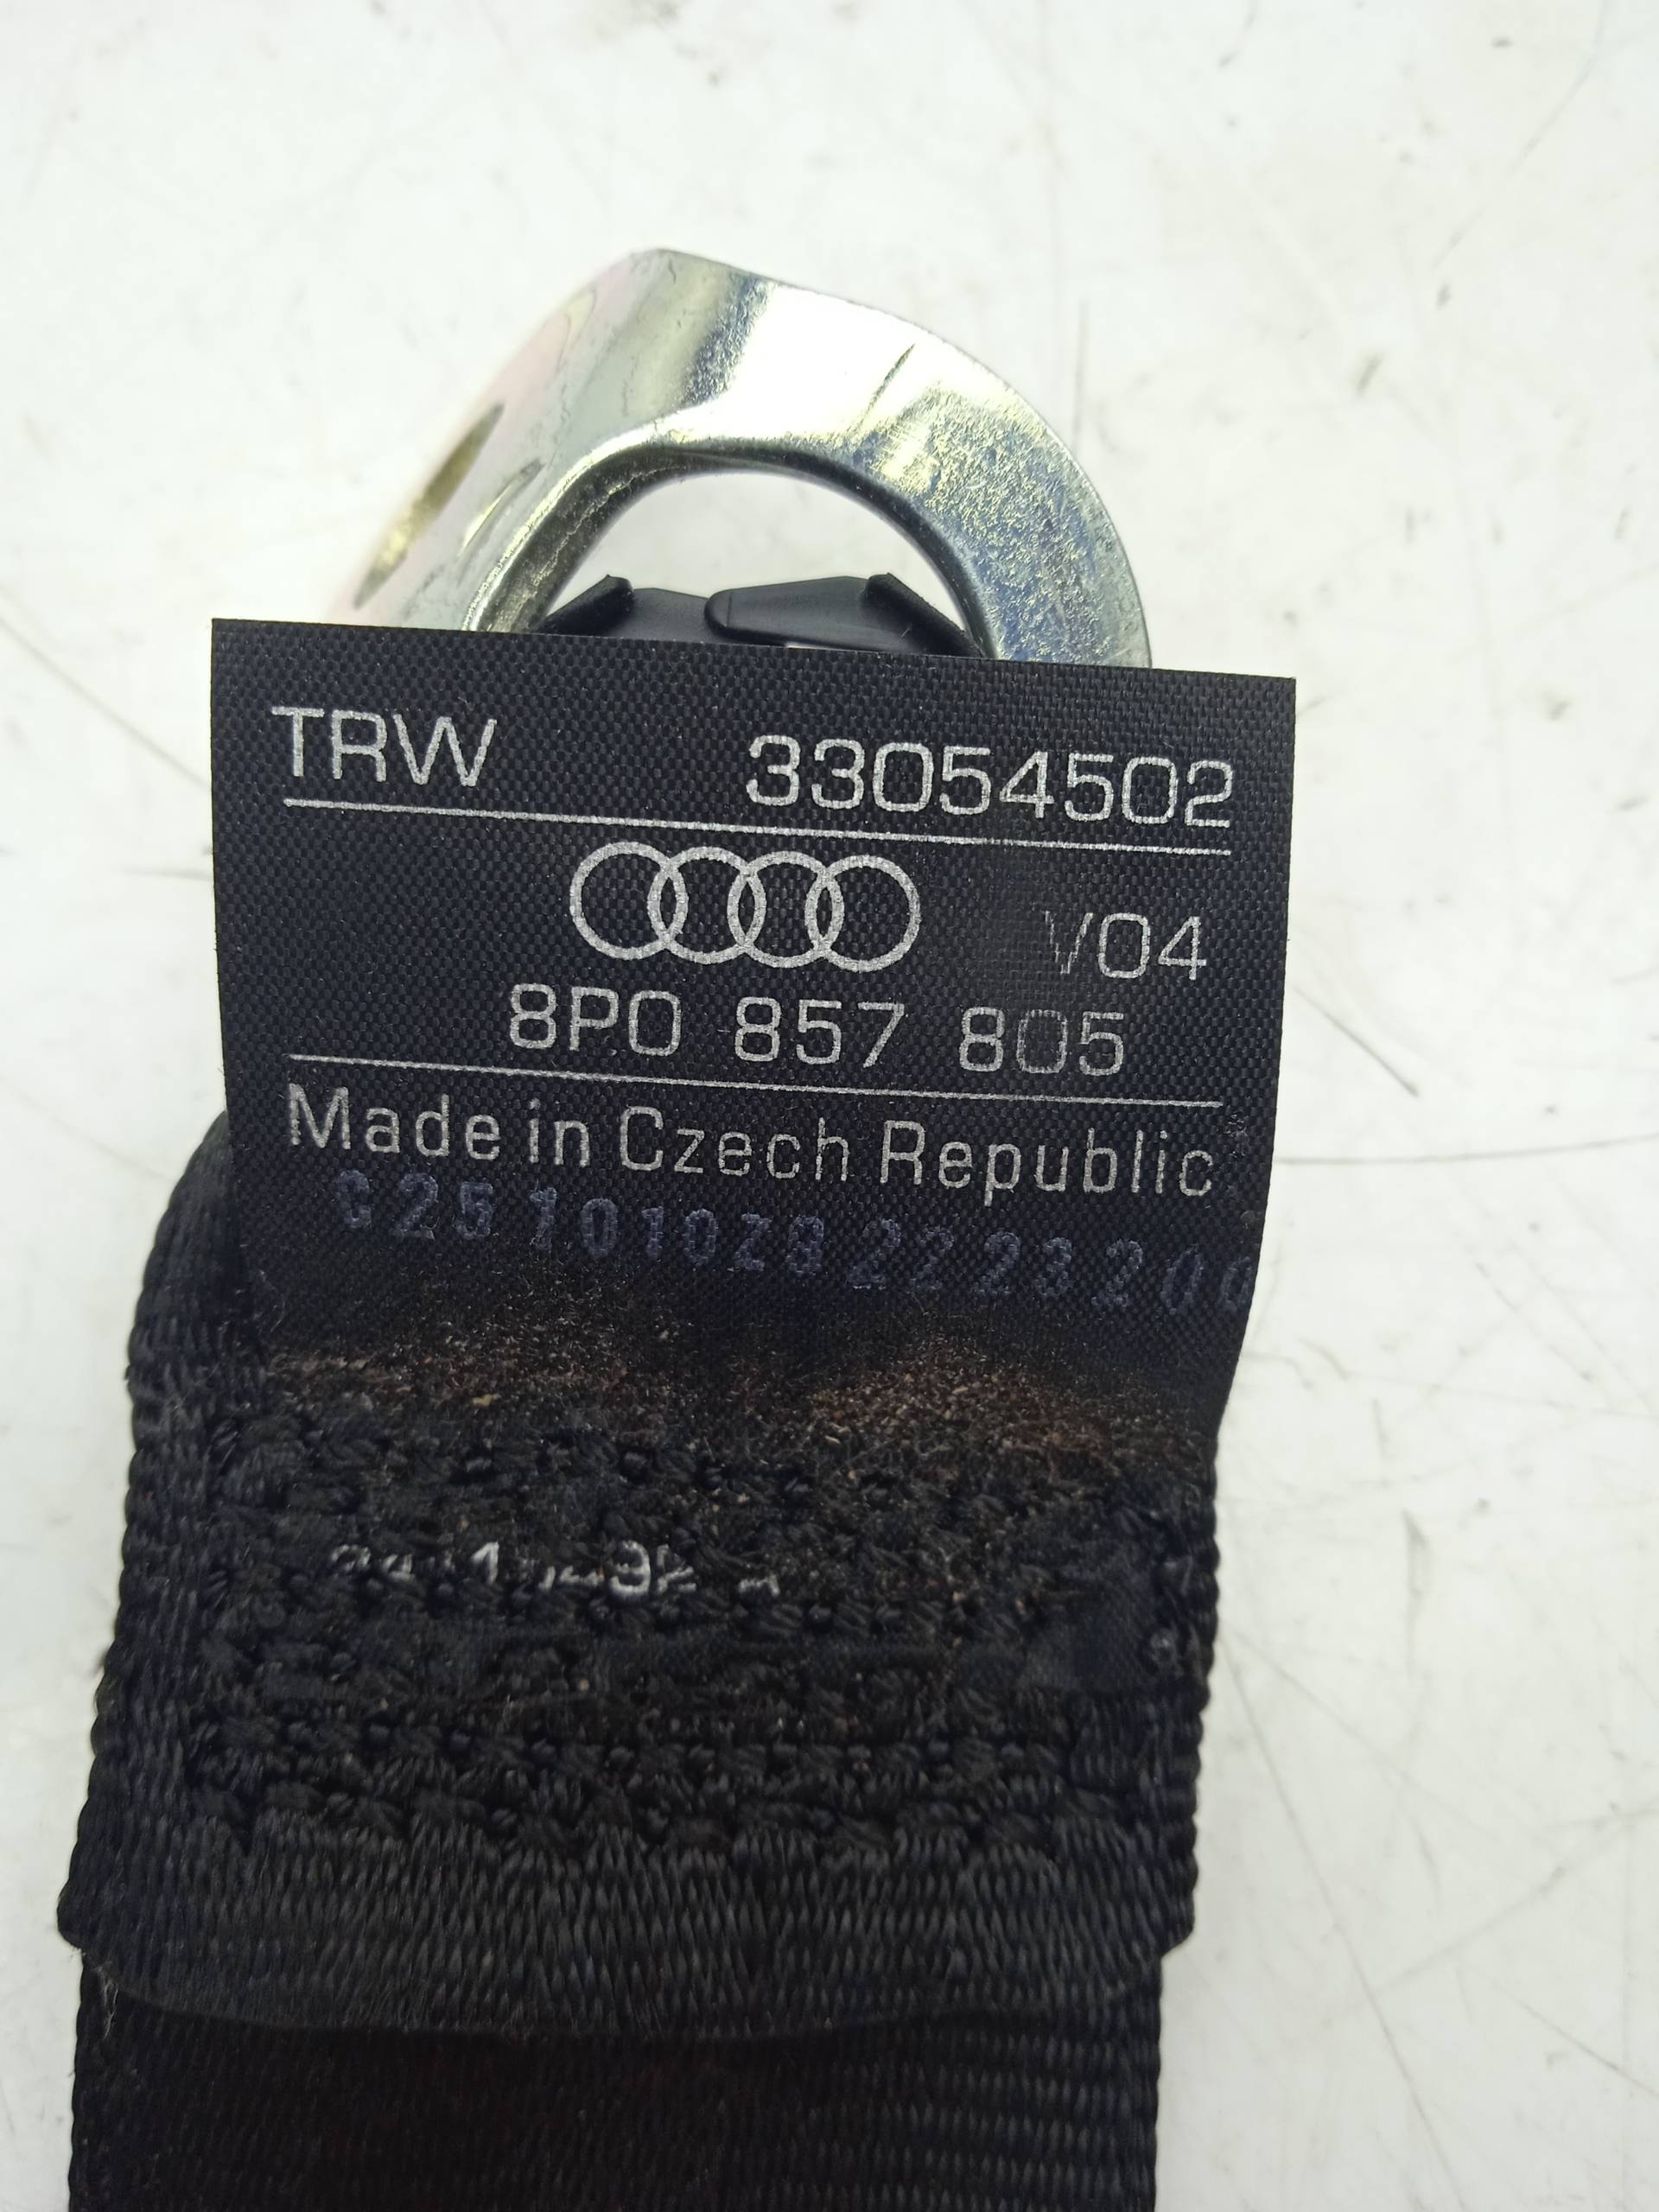 TRW 33054502
V04
8P0 857 805
Made in Czech Republic